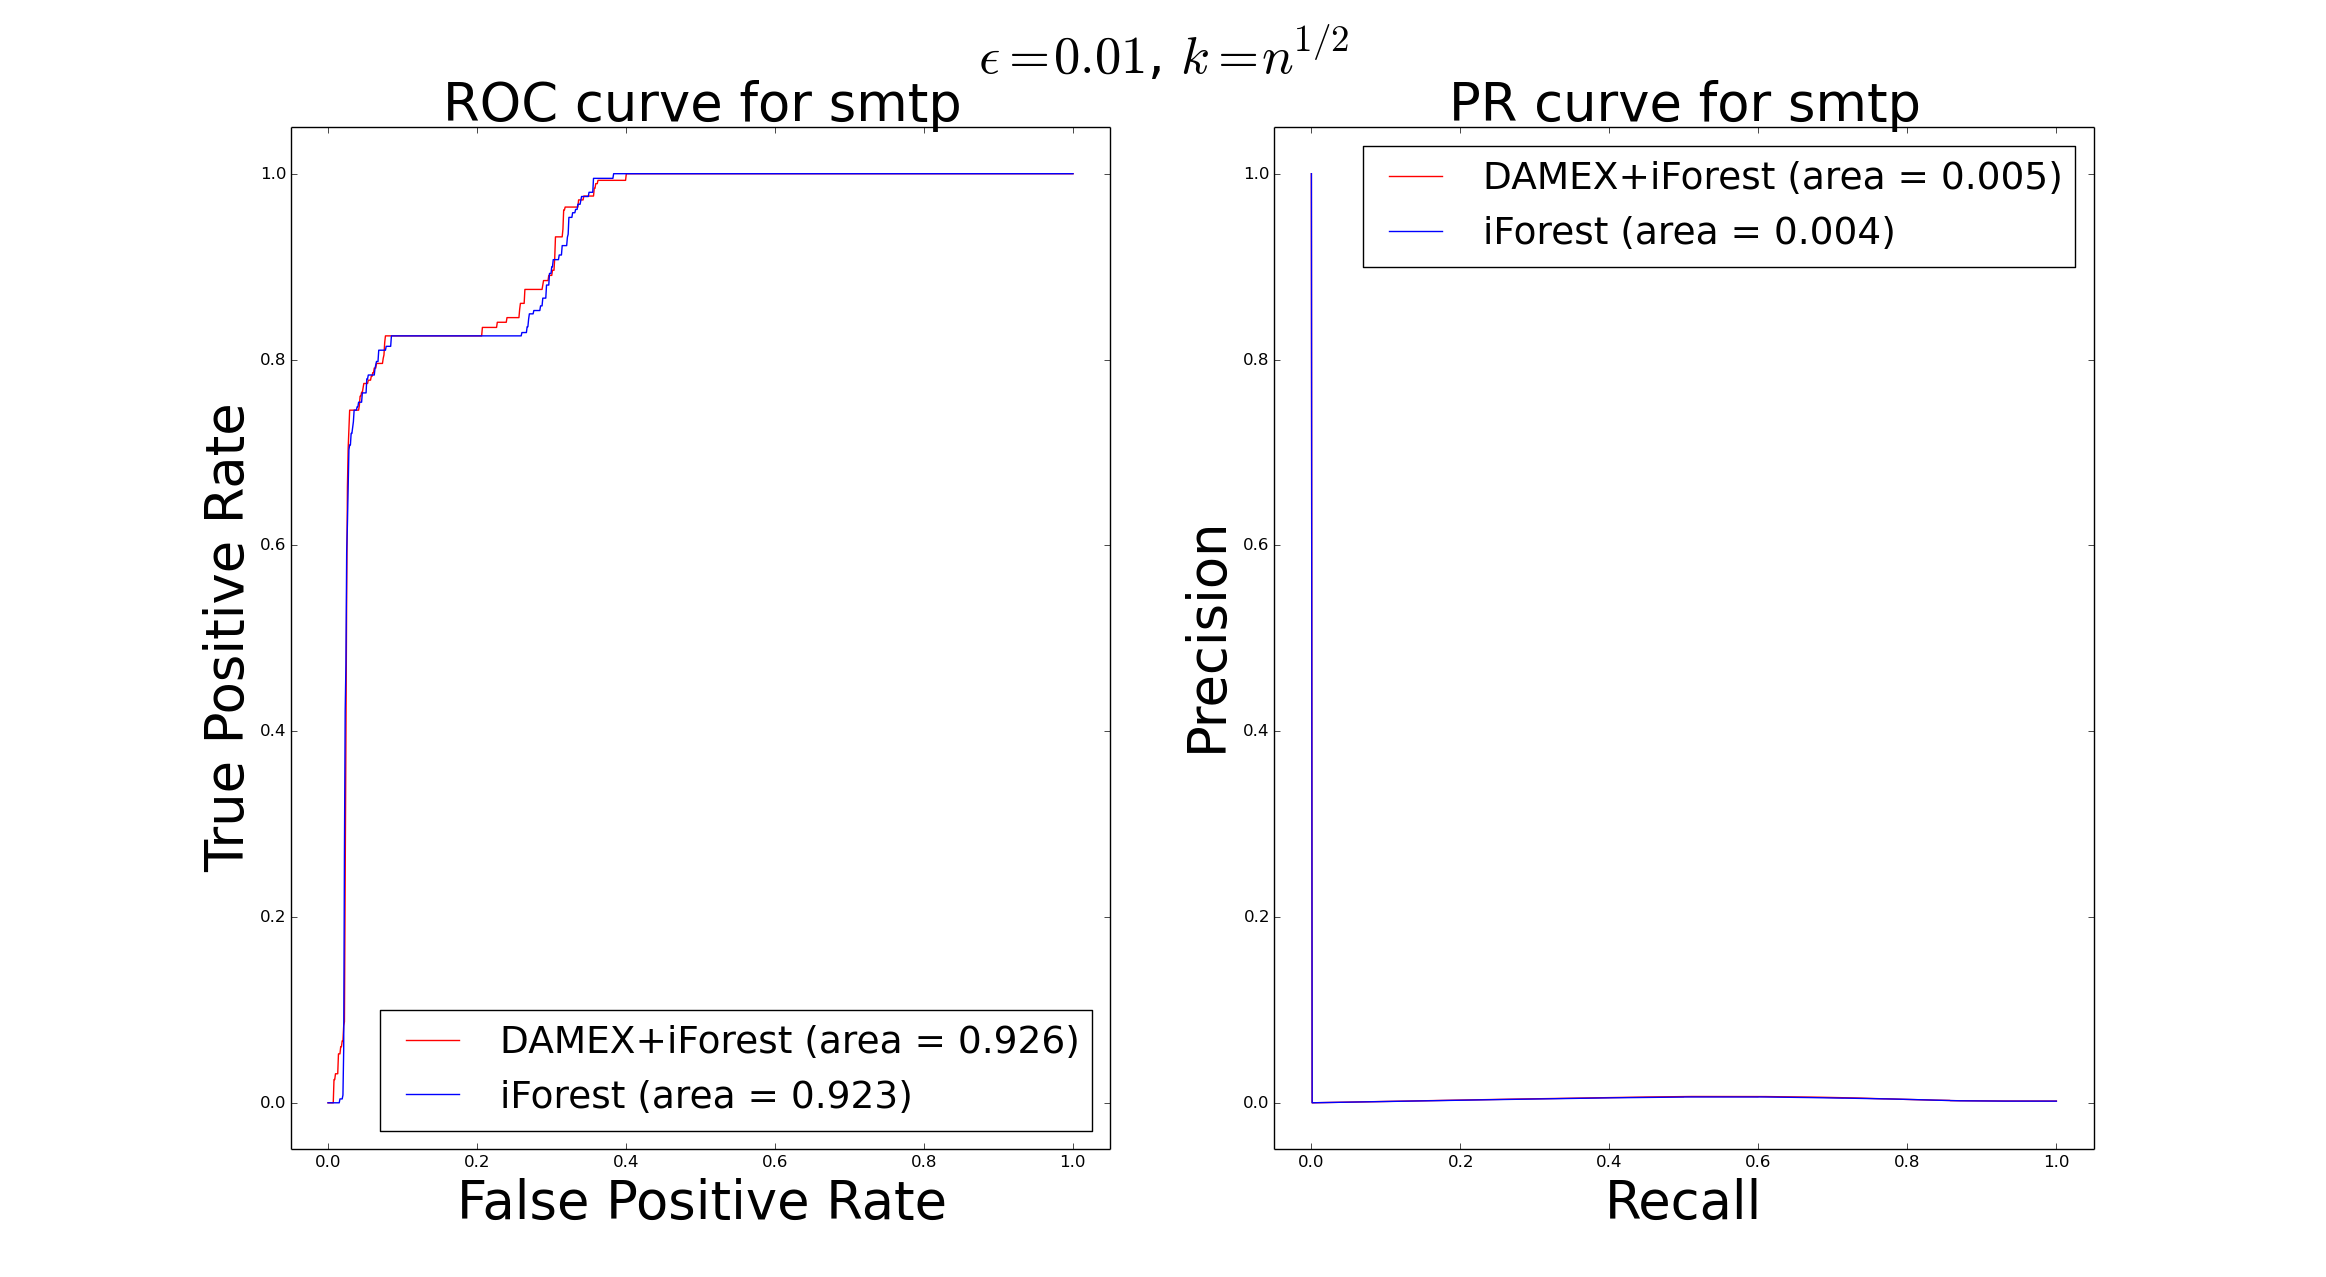 ϵ=0.01, k=n^{1/2}
ROC curve for smtp
True Positive Rate
1.0
0.8
0.6
0.4
0.2
0.0
DAMEX+iForest (area = 0.926)
iForest (area = 0.923)
0.0 0.2 0.4 0.6 0.8 1.0
False Positive Rate
PR curve for smtp
Precision
1.0
0.8
0.6
0.4
0.2
0.0
DAMEX+iForest (area = 0.005)
iForest (area = 0.004)
0.0 0.2 0.4 0.6 0.8 1.0
Recall